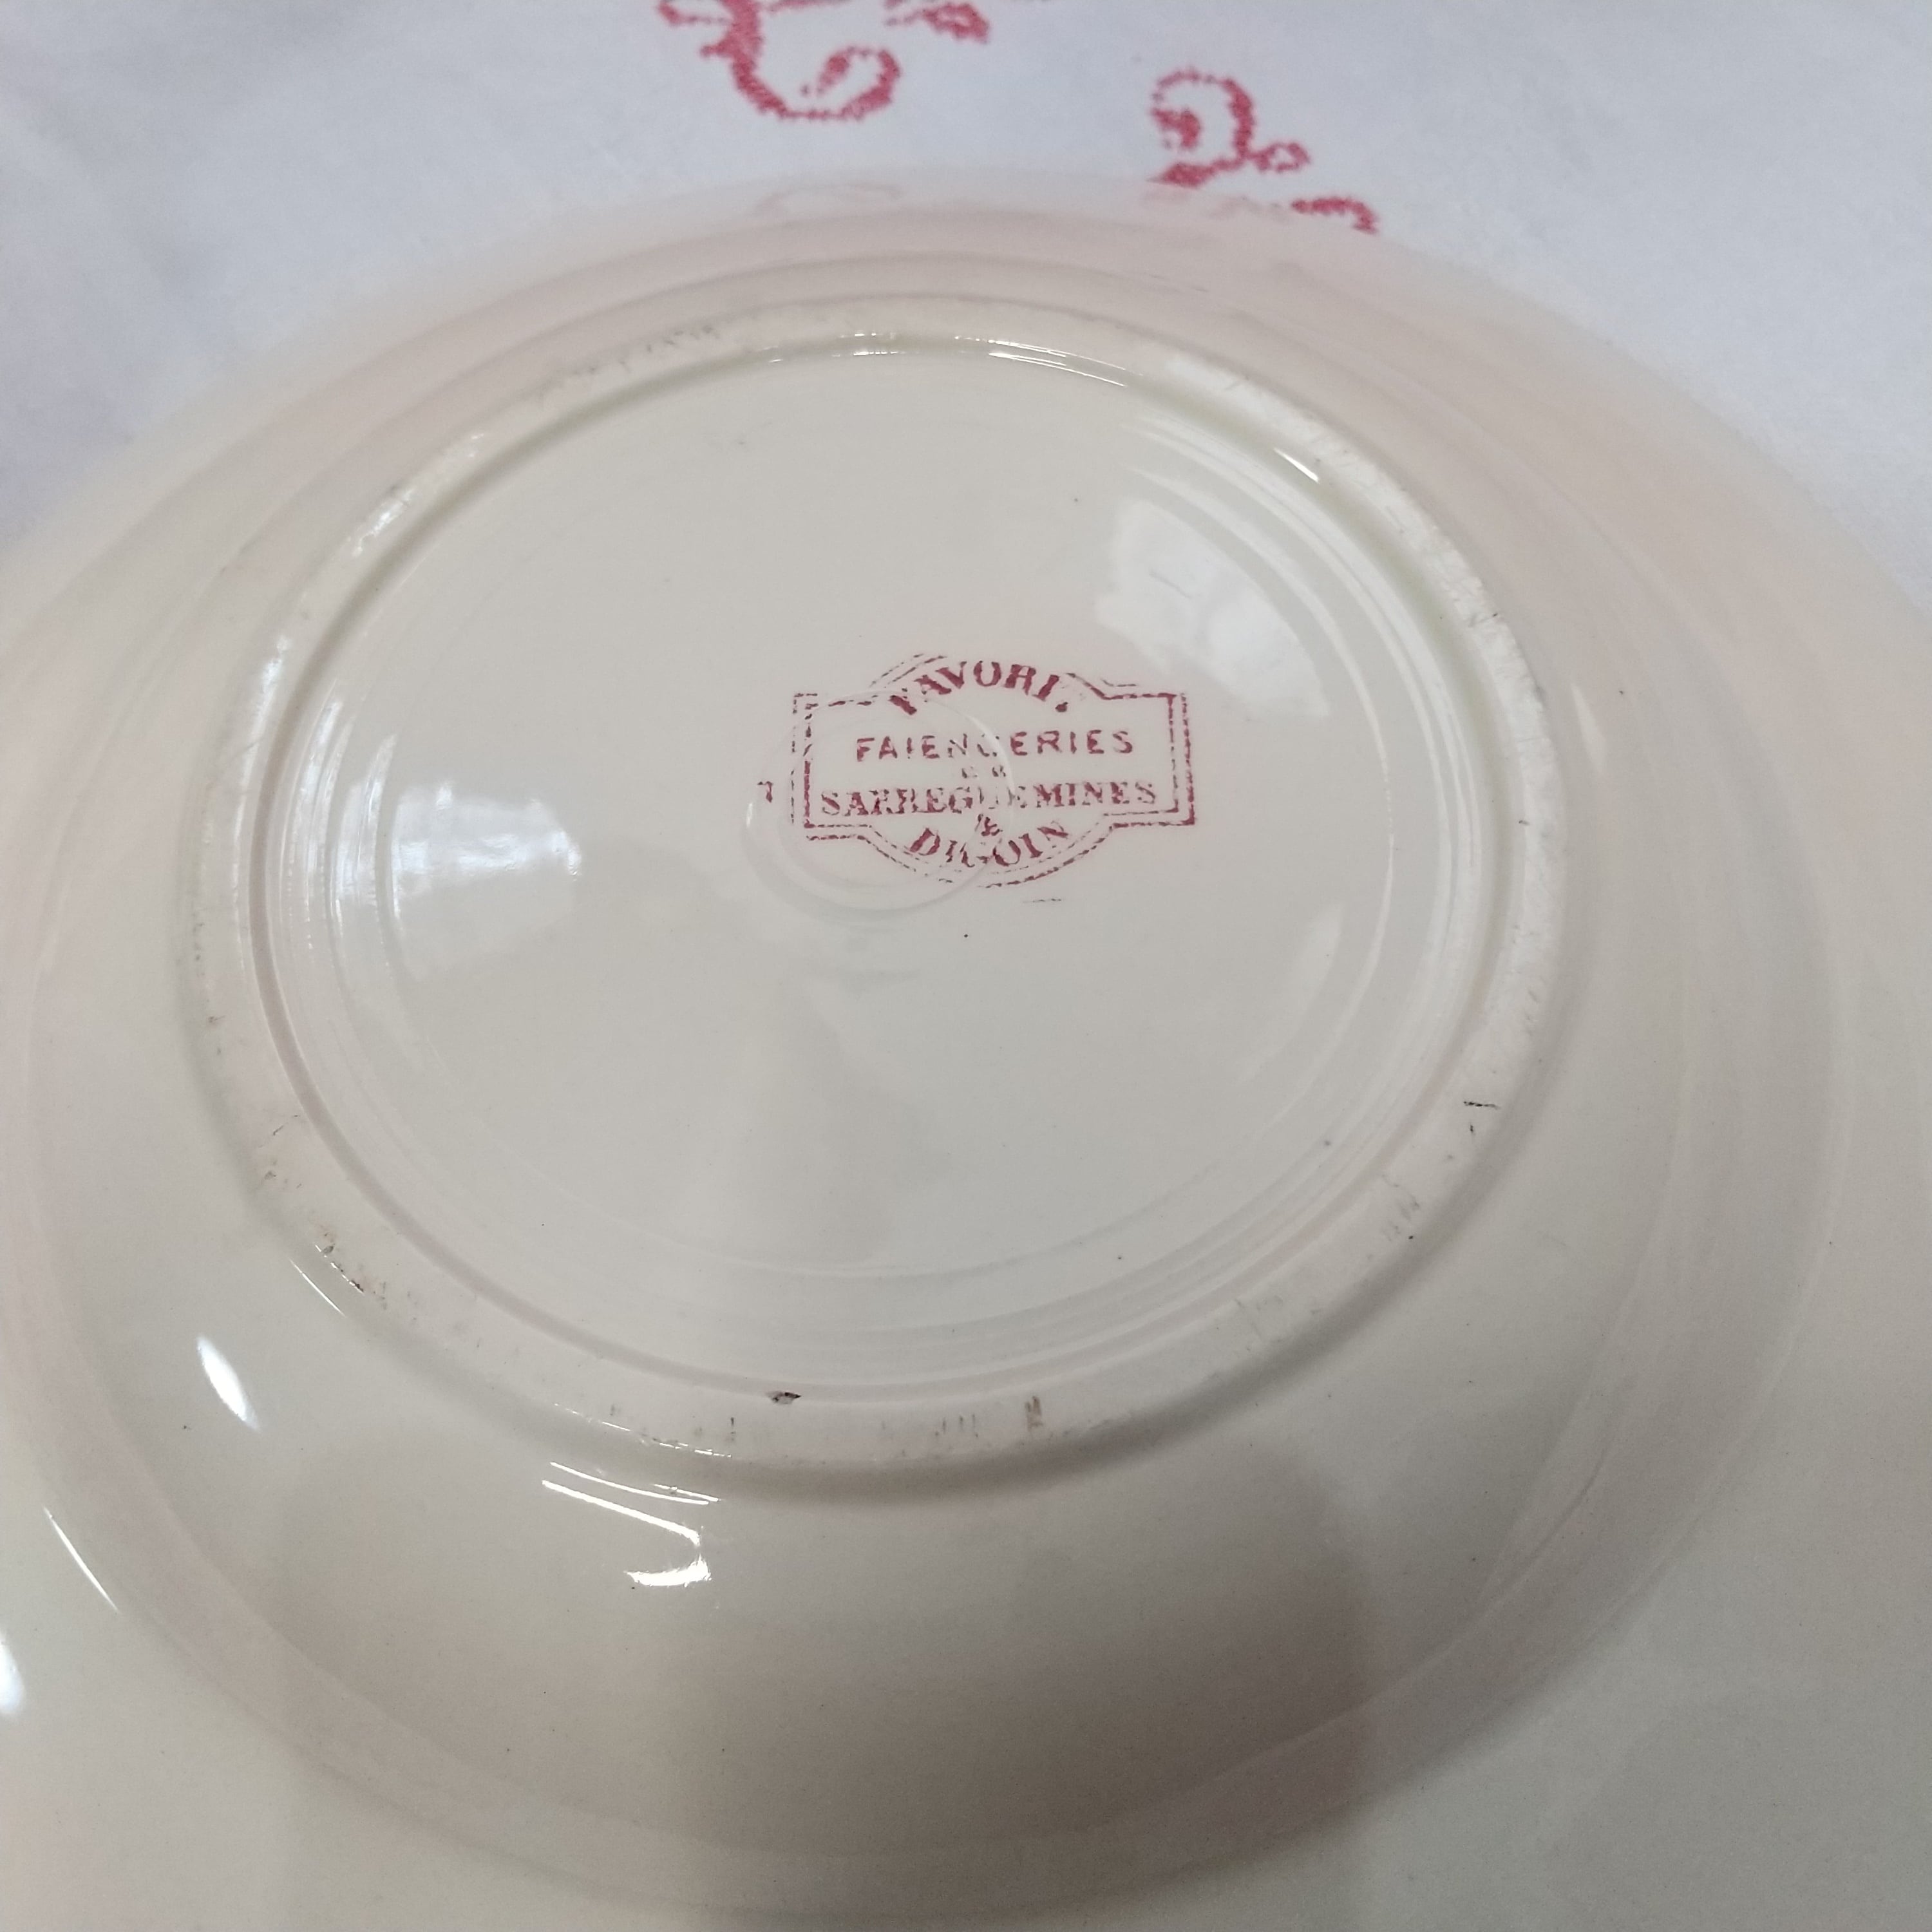 FAVORI
FAIENCERIES
SARREGUEMINES
&
DIGOIN